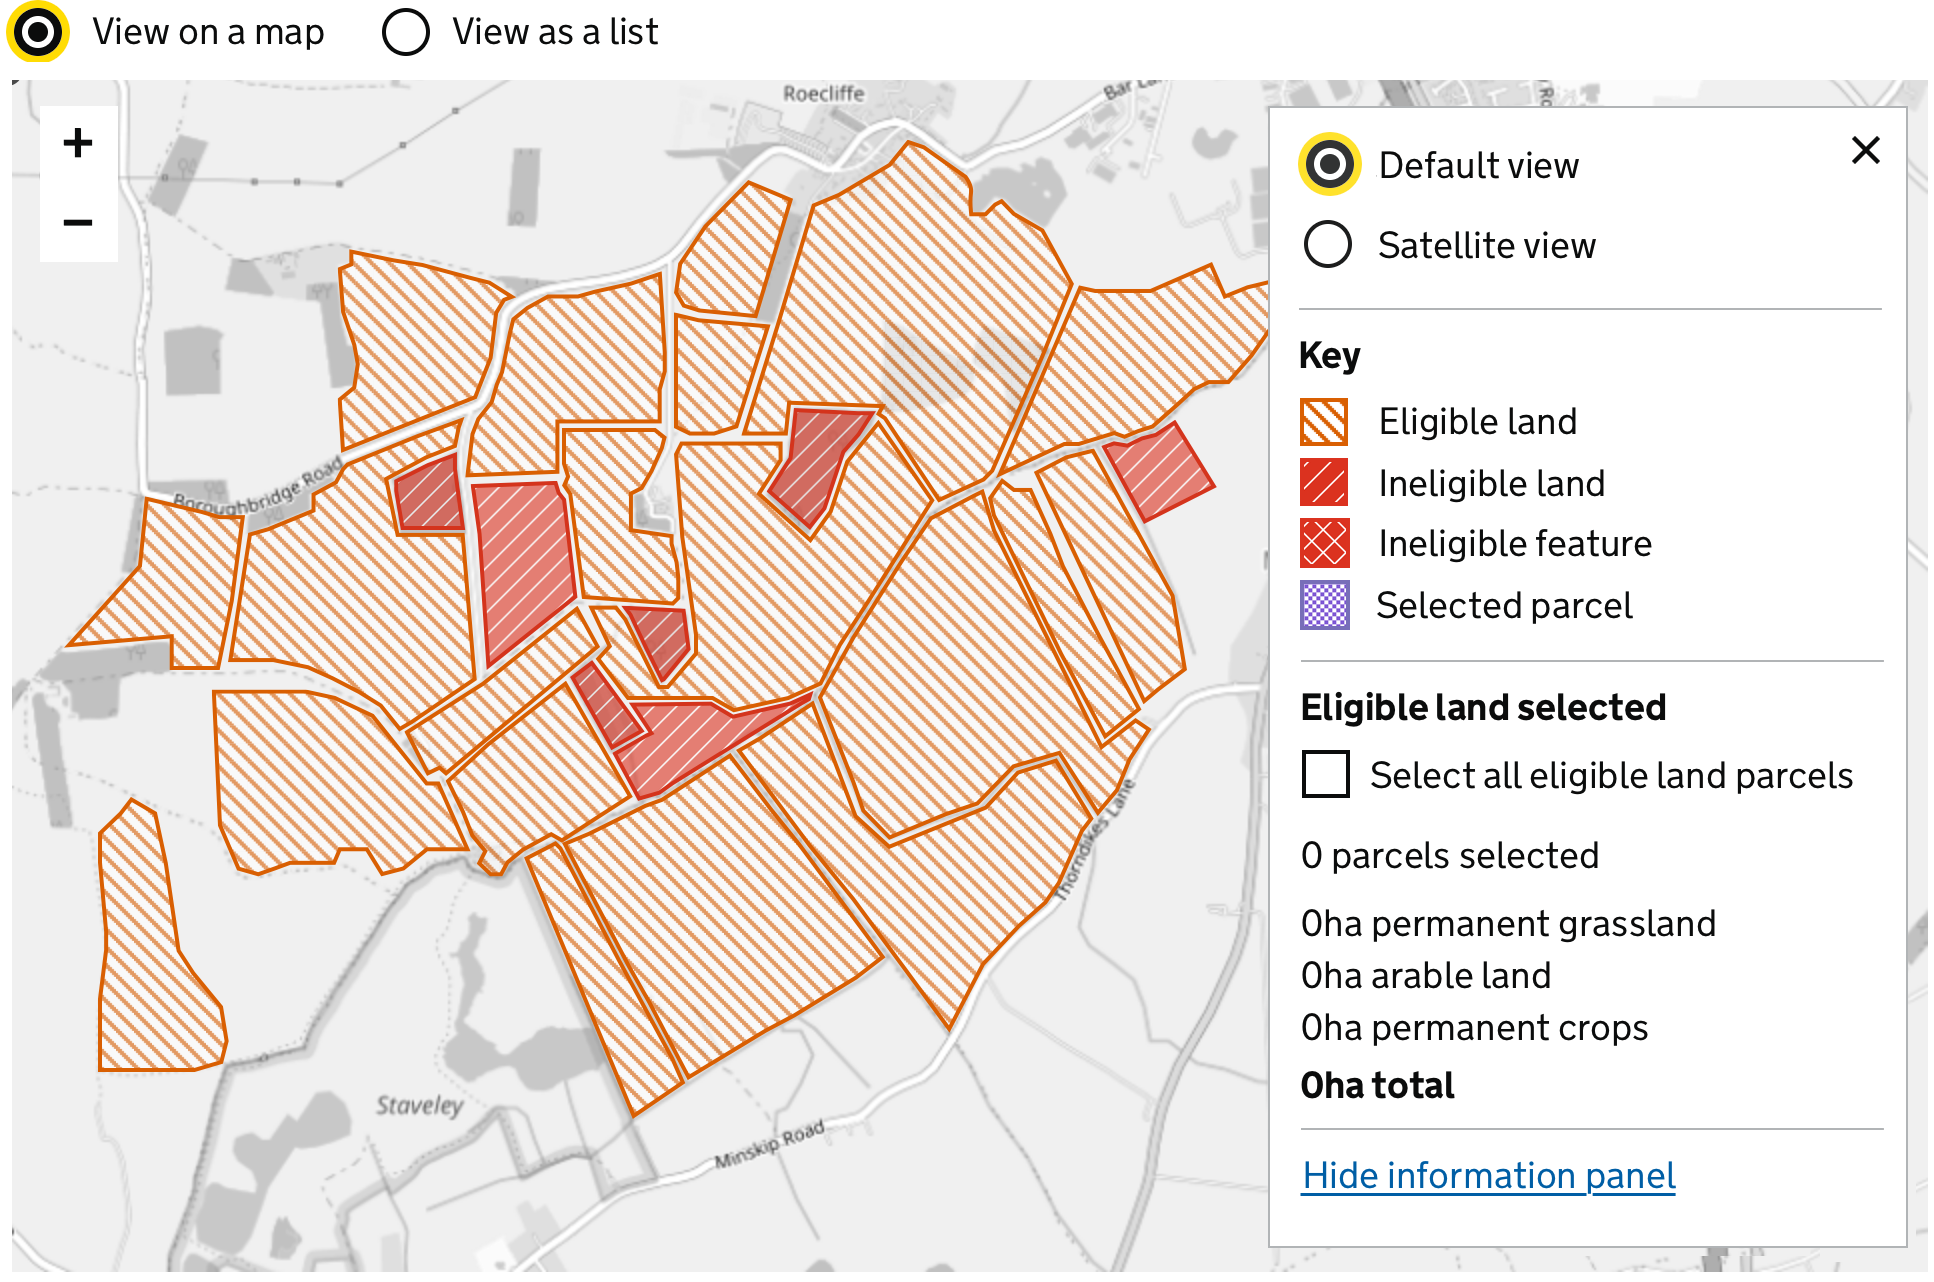 View on a map
View as a list
Roecliffe
Bar
+
−
Default view
Satellite view
Key
Eligible land
Ineligible land
Ineligible feature
Selected parcel
Boroughbridge Road
Eligible land selected
Select all eligible land parcels
Thorndikes Lane
0 parcels selected
0ha permanent grassland
0ha arable land
0ha permanent crops
0ha total
Staveley
Minskip Road
Hide information panel